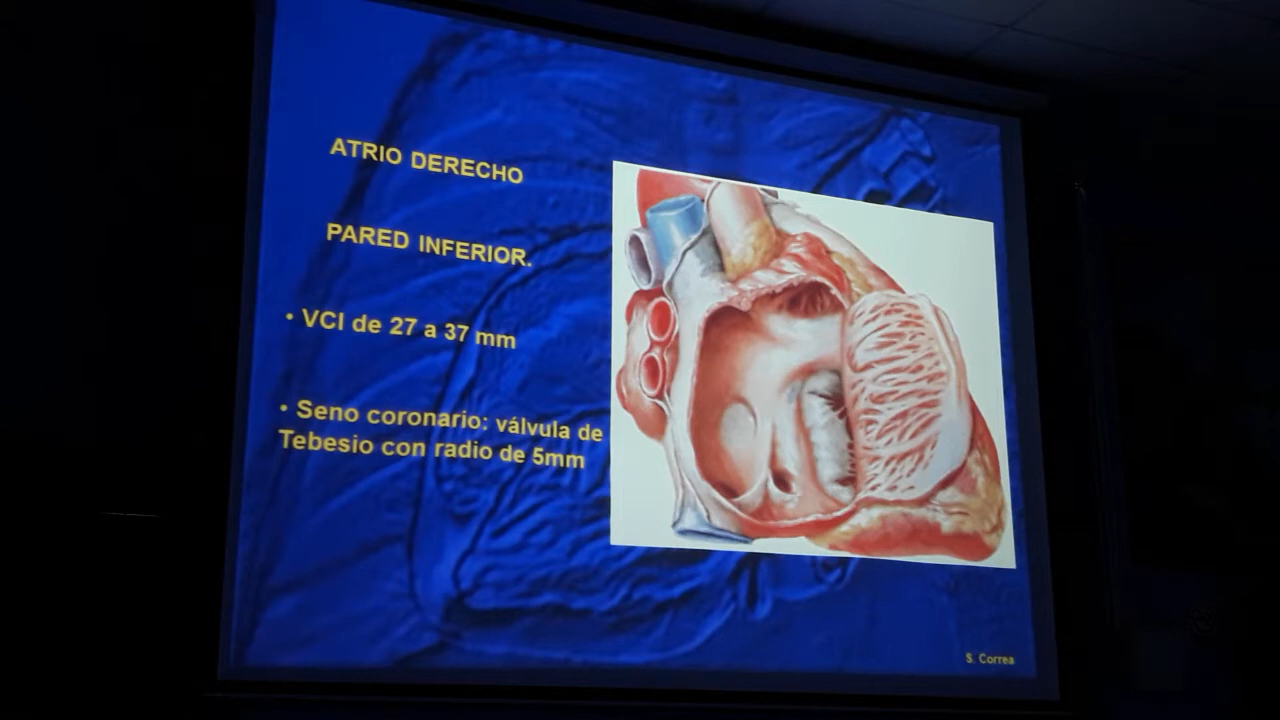 ATRIO DERECHO
PARED INFERIOR.
• VCI de 27 a 37 mm
• Seno coronario: válvula de
Tebesio con radio de 5mm
S. Correa